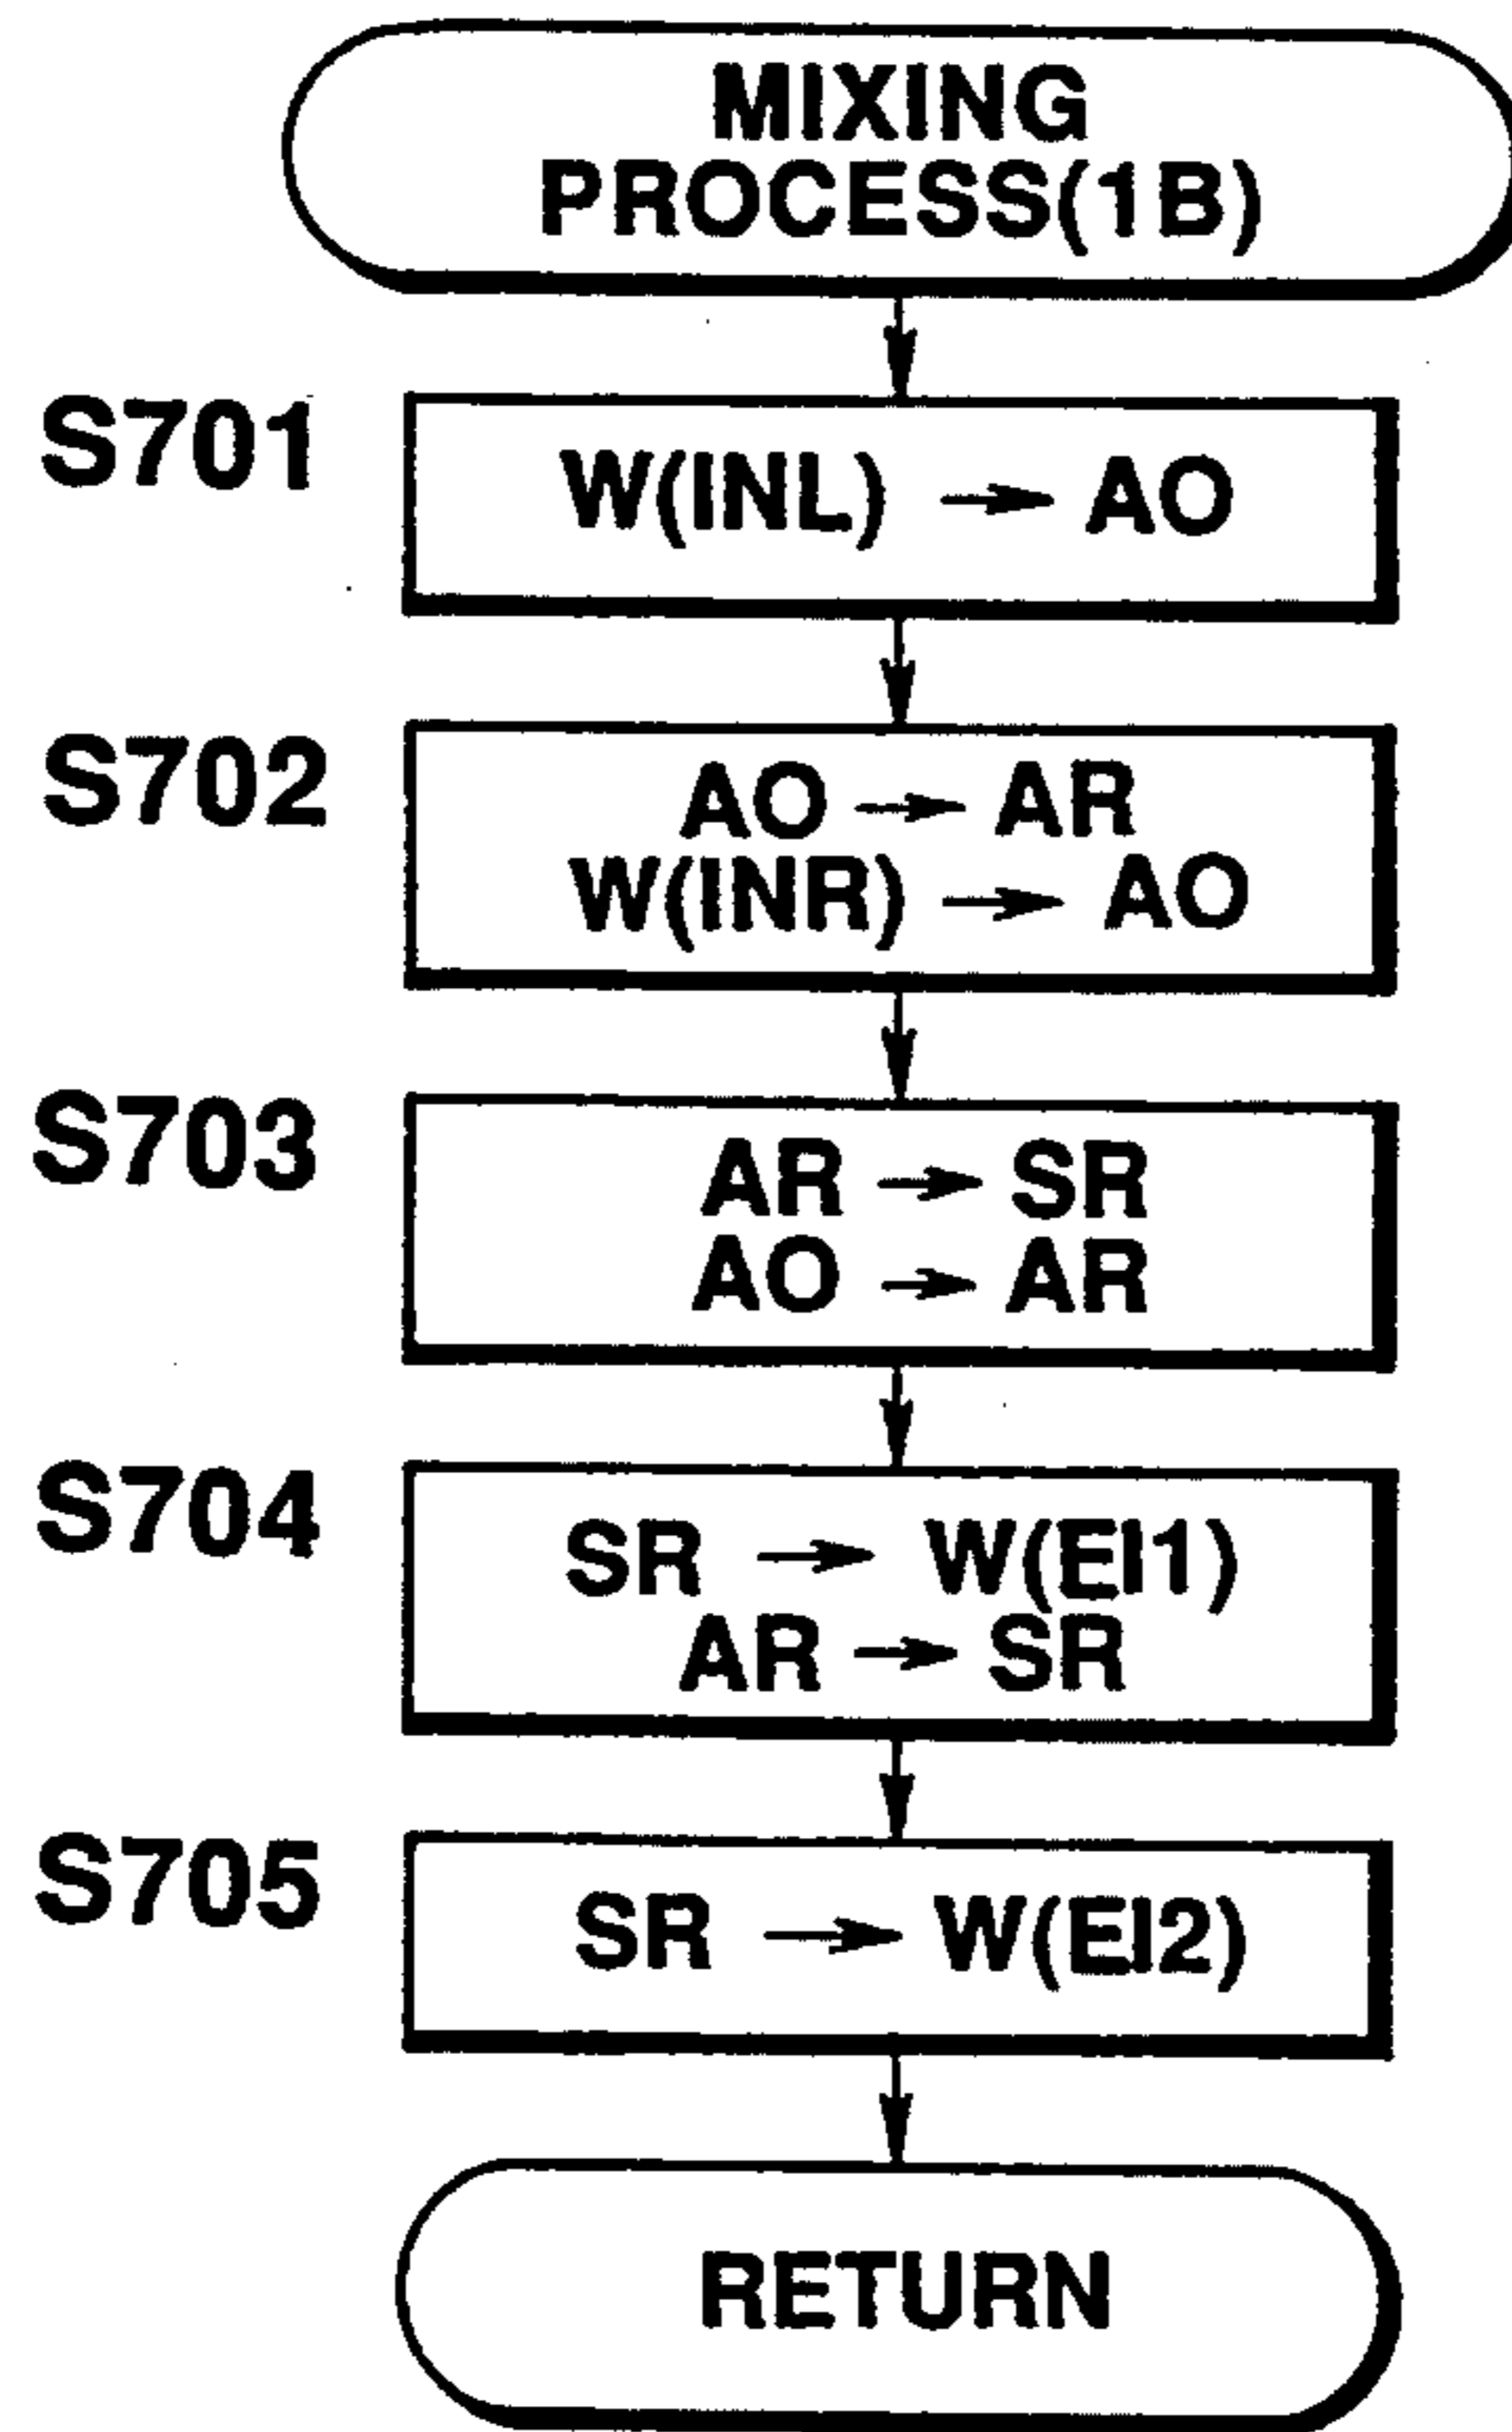 MIXING
PROCESS(1B)
S701
W(INL) → AO
S702
AO → AR
W(INR) → AO
S703
AR → SR
AO → AR
S704
SR → W(EI1)
AR → SR
S705
SR → W(EI2)
RETURN